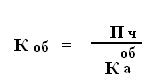 К об = П ч
об
К а